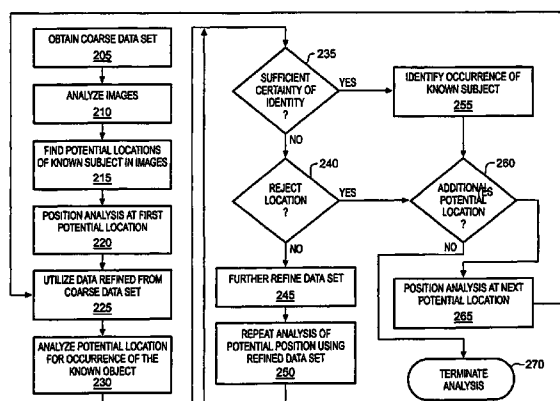 OBTAIN COARSE DATA SET
205
ANALYZE IMAGES
210
FIND POTENTIAL LOCATIONS
OF KNOWN SUBJECT IN IMAGES
215
POSITION ANALYSIS AT FIRST
POTENTIAL LOCATION
220
UTILIZE DATA REFINED FROM
COARSE DATA SET
225
ANALYZE POTENTIAL LOCATION
FOR OCCURRENCE OF THE
KNOWN OBJECT
230
235
SUFFICIENT
CERTAINTY OF
IDENTITY
?
YES
NO
240
REJECT
LOCATION
?
YES
NO
FURTHER REFINE DATA SET
245
REPEAT ANALYSIS OF
POTENTIAL POSITION USING
REFINED DATA SET
250
IDENTIFY OCCURRENCE OF
KNOWN SUBJECT
255
260
ADDITIONAL
POTENTIAL
LOCATION
?
YES
NO
POSITION ANALYSIS AT NEXT
POTENTIAL LOCATION
265
270
TERMINATE
ANALYSIS